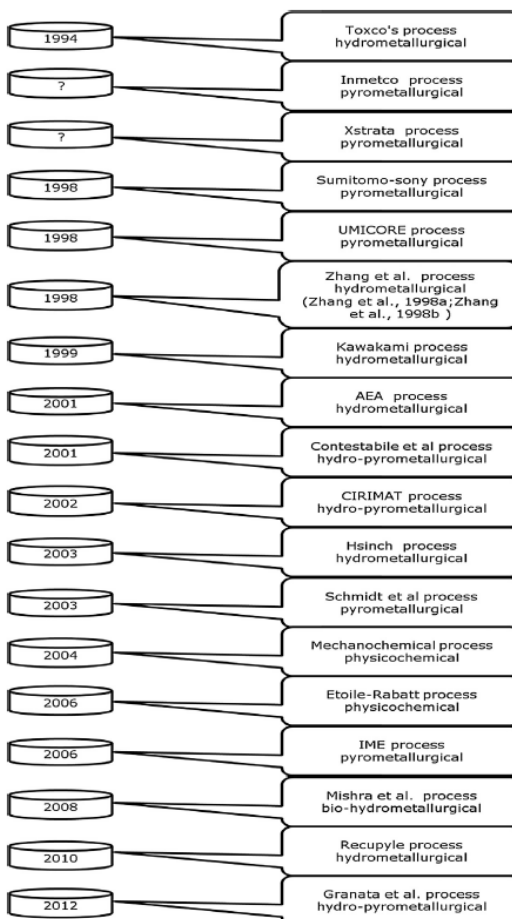 1994
Toxco's process
hydrometallurgical
?
Inmetco process
pyrometallurgical
?
Xstrata process
pyrometallurgical
1998
Sumitomo-sony process
pyrometallurgical
1998
UMICORE process
pyrometallurgical
1998
Zhang et al. process
hydrometallurgical
(Zhang et al., 1998a;Zhang
et al., 1998b )
1999
Kawakami process
hydrometallurgical
2001
AEA process
hydrometallurgical
2001
Contestabile et al process
hydro-pyrometallurgical
2002
CIRIMAT process
hydro-pyrometallurgical
2003
Hsinch process
hydrometallurgical
2003
Schmidt et al process
pyrometallurgical
2004
Mechanochemical process
physicochemical
2006
Etoile-Rabatt process
physicochemical
2006
IME process
pyrometallurgical
2008
Mishra et al. process
bio-hydrometallurgical
2010
Recupyle process
hydrometallurgical
2012
Granata et al. process
hydro-pyrometallurgical